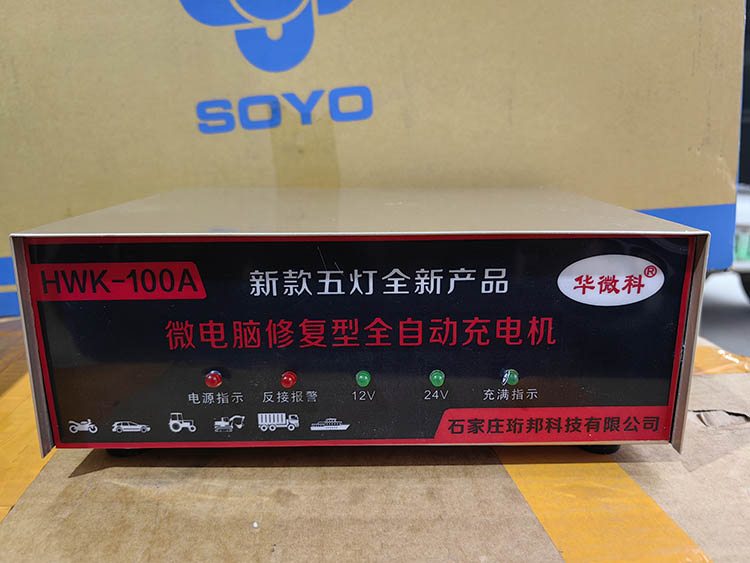 SOYO
HWK-100A
新款五灯全新产品
华微科®
微电脑修复型全自动充电机
电源指示 反接报警 12V 24V 充满指示
石家庄珩邦科技有限公司